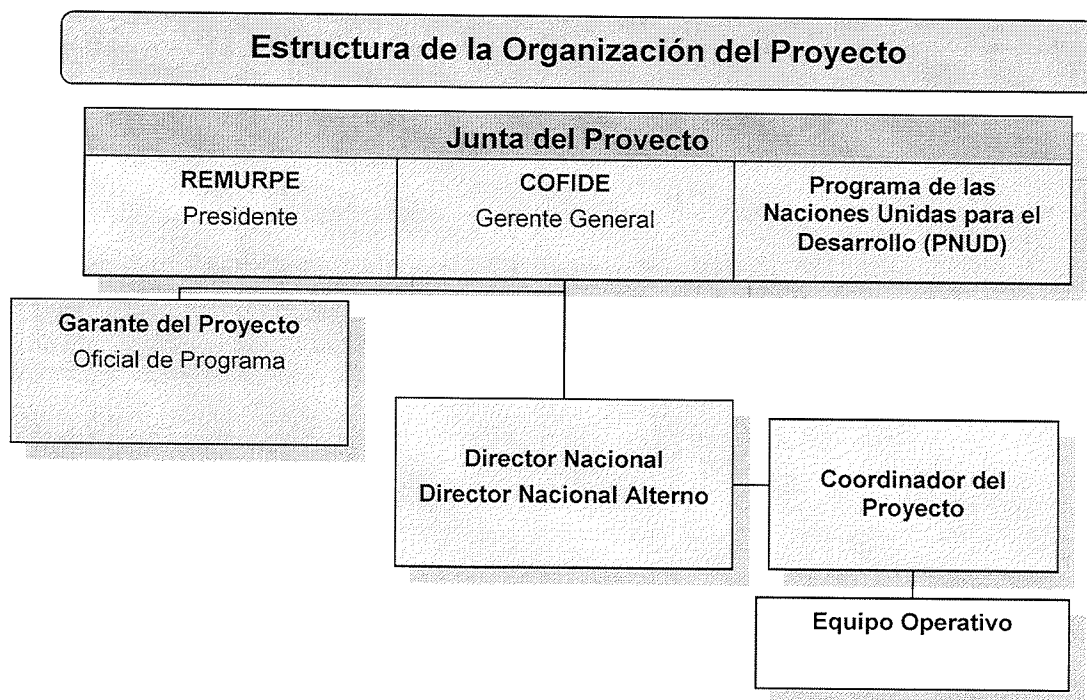 Estructura de la Organización del Proyecto
Junta del Proyecto
REMURPE
Presidente
COFIDE
Gerente General
Programa de las
Naciones Unidas para el
Desarrollo (PNUD)
Garante del Proyecto
Oficial de Programa
Director Nacional
Director Nacional Alterno
Coordinador del
Proyecto
Equipo Operativo